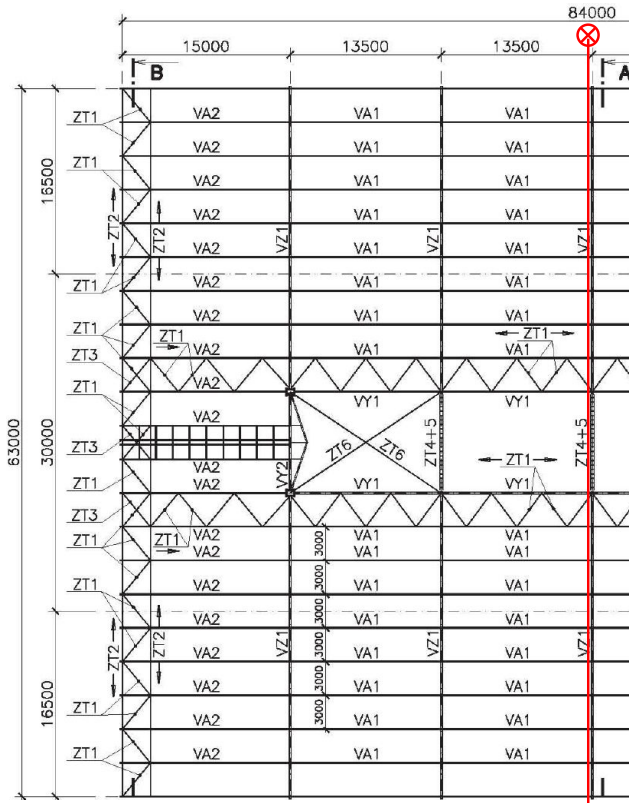 84000
15000 13500 13500
B A
ZT1 VA2 VA1 VA1
VA2 VA1 VA1
ZT1 VA2 VA1 VA1
16500 VA2 VA1 VA1
ZT2 ZT2 VZ1 VZ1 VZ1
VA2 VA1 VA1
ZT1 VA2 VA1 VA1
VA2 VA1 VA1
ZT1 ZT1 VA2 VA1 ZT1 VA1
ZT3 VA2 VY1 VY1
ZT1 VA2
63000 30000
ZT3 ZT6 ZT6 ZT4+5 ZT4+5
VA2 VY2 ZT1
ZT1 VA2 VY1 VY1
ZT3
ZT1 ZT1 VA2 VA1 VA1
VA2 3000 VA1 VA1
ZT1 VA2 3000 VA1 VA1
3000
VA2 VA1 VA1
ZT2 ZT2 VZ1 3000 VZ1 VZ1
VA2 VA1 VA1
ZT1 VA2 3000 VA1 VA1
16500
VA2 3000 VA1 VA1
ZT1 VA2 VA1 VA1